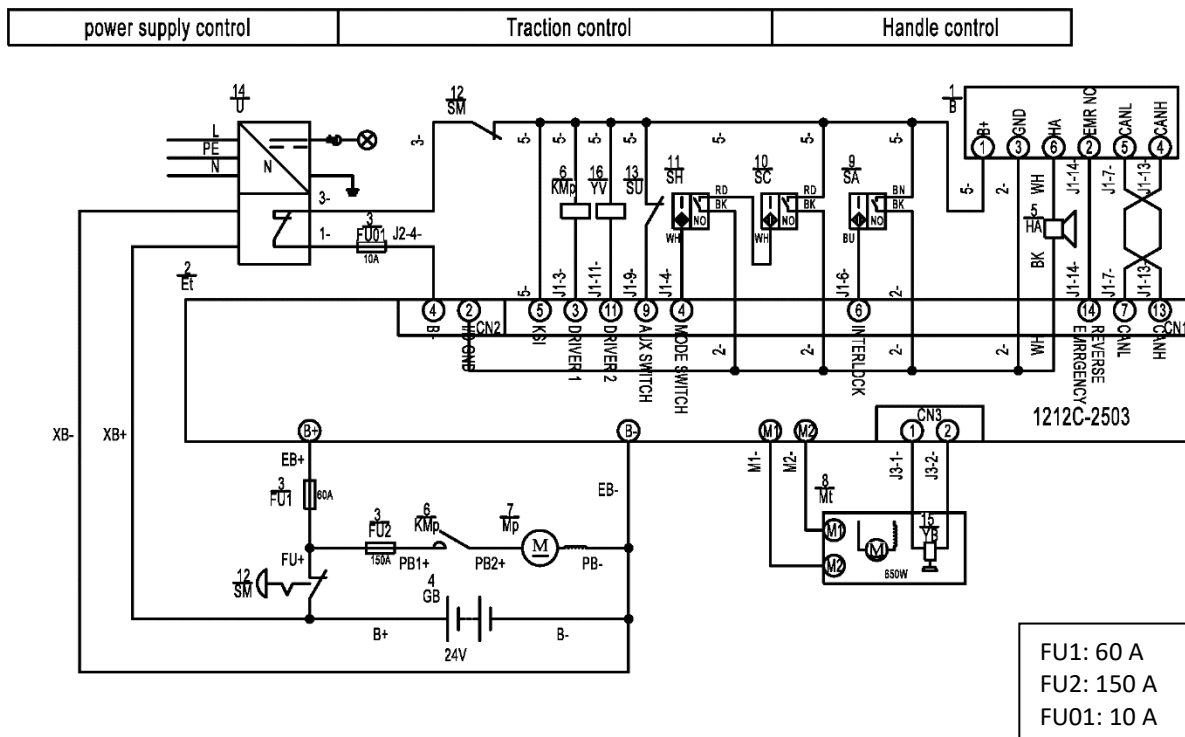 power supply control Traction control Handle control
14
U
L
PE
N
N
3-
1-
3
FU01
10A
J2-4-
3-
12
SM
5- 5- 5- 5- 5- 5- 5- 5-
6
KMp
16
YV
13
SU
11
SH
RD
BK
NO
WH
10
SC
NO
WH
9
SA
BN
BK
NO
BU
RD
BK
1
B
B+ GND HA EMR NC CANL CANH
1 3 6 2 5 4
2- WH J1-14- J1-7- J1-13-
5
HA
BK
2
Et
5- J1-3- J1-11- J1-9- J1-4- J1-6- 2- J1-14- J1-7- J1-13-
4 2 CN2 5 3 11 9 4 6 14 7 13 CN1
B- I/O GND KSI DRIVER 1 DRIVER 2 AUX SWITCH MODE SWITCH INTERLOCK REVERSE EMRRGENCY CANL CANH
2- 2- 2- 2- WH
1212C-2503
XB- XB+
B+ B- M1 M2
CN3
1 2
EB+
3
FU1
60A
EB-
M1- M2- J3-1- J3-2-
3
FU2
150A
6
KMp
7
Mp
M
FU+ PB1+ PB2+ PB-
12
SM
4
GB
B+ B-
24V
8
Mt
M1
M2
M
650W
15
YB
FU1: 60 A
FU2: 150 A
FU01: 10 A